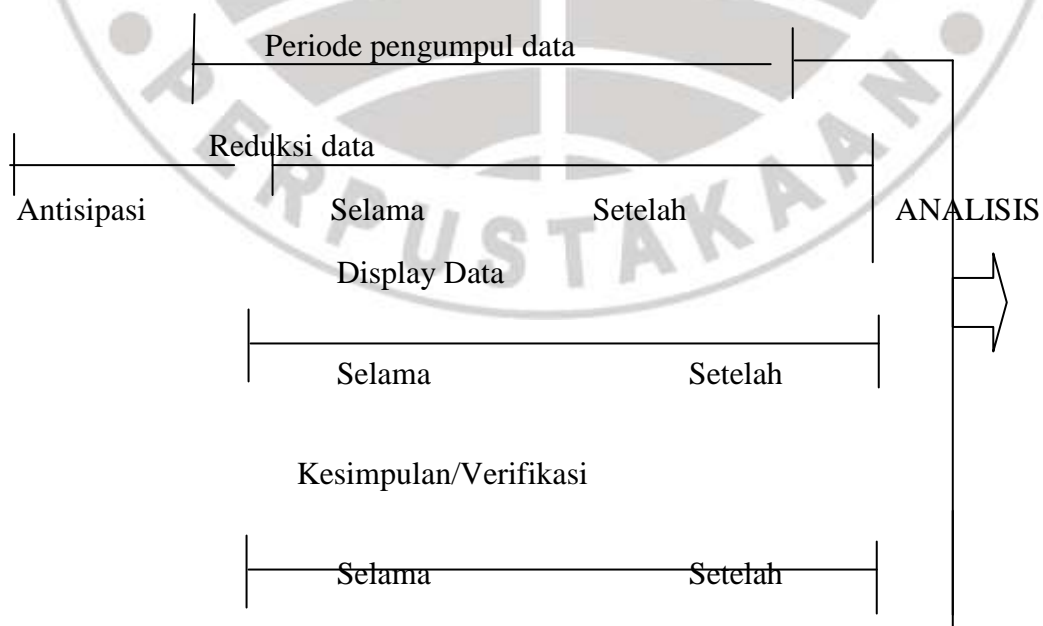 Periode pengumpul data
Reduksi data
Antisipasi Selama Setelah ANALISIS
Display Data
Selama Setelah
Kesimpulan/Verifikasi
Selama Setelah
PERPUSTAKAAN